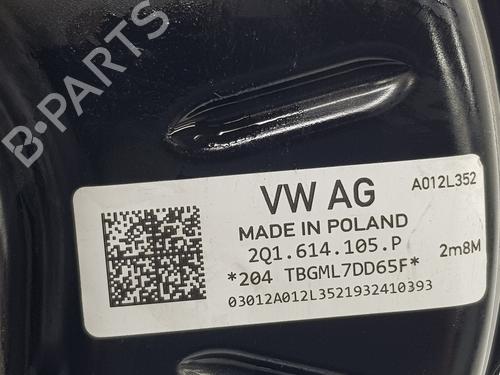 B-PARTS
VW AG
A012L352
MADE IN POLAND
2Q1.614.105.P
2m8M
*204 TBGML7DD65F*
03012A012L3521932410393